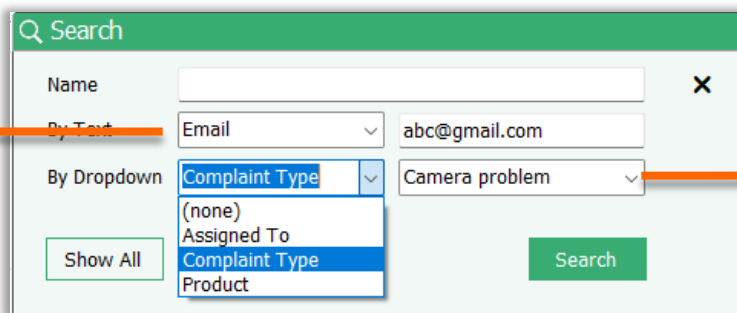 Search
Name
By Text Email abc@gmail.com
By Dropdown Complaint Type Camera problem
(none)
Assigned To
Show All Complaint Type Search
Product